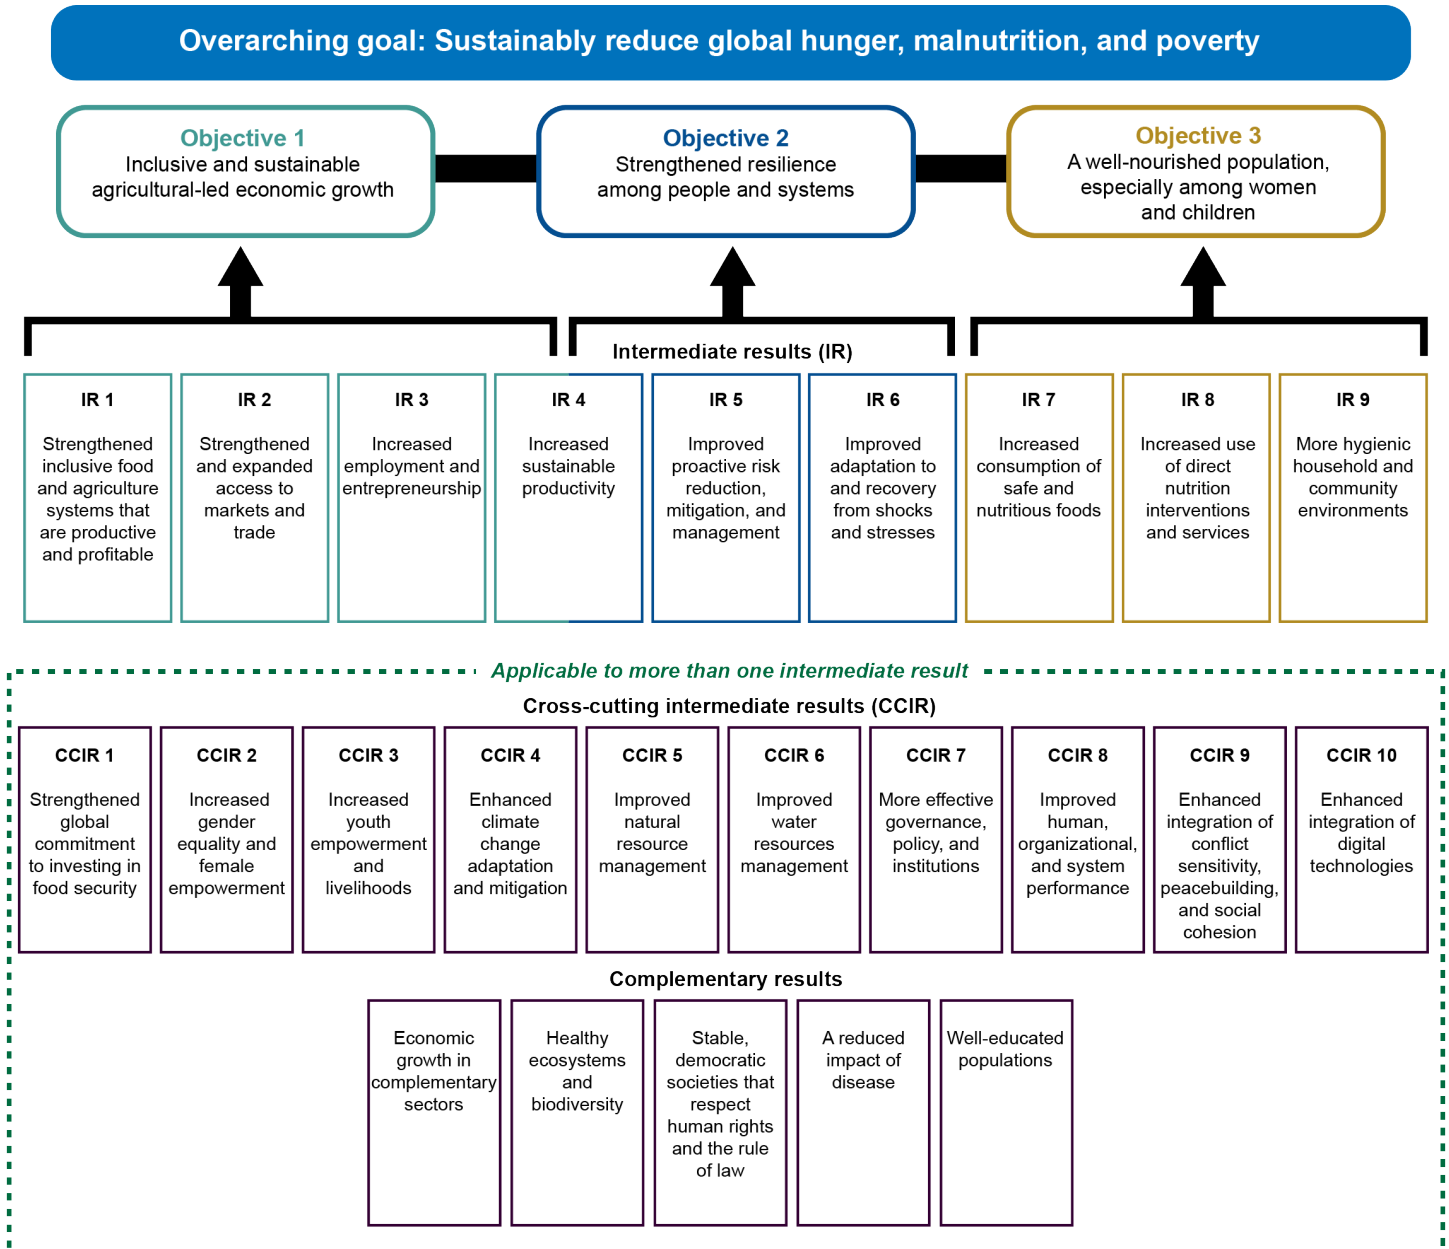 Overarching goal: Sustainably reduce global hunger, malnutrition, and poverty
Objective 1
Inclusive and sustainable
agricultural-led economic growth
Objective 2
Strengthened resilience
among people and systems
Objective 3
A well-nourished population,
especially among women
and children
Intermediate results (IR)
IR 1
Strengthened
inclusive food
and agriculture
systems that
are productive
and profitable
IR 2
Strengthened
and expanded
access to
markets and
trade
IR 3
Increased
employment and
entrepreneurship
IR 4
Increased
sustainable
productivity
IR 5
Improved
proactive risk
reduction,
mitigation, and
management
IR 6
Improved
adaptation to
and recovery
from shocks
and stresses
IR 7
Increased
consumption of
safe and
nutritious foods
IR 8
Increased use
of direct
nutrition
interventions
and services
IR 9
More hygienic
household and
community
environments
Applicable to more than one intermediate result
Cross-cutting intermediate results (CCIR)
CCIR 1
Strengthened
global
commitment
to investing in
food security
CCIR 2
Increased
gender
equality and
female
empowerment
CCIR 3
Increased
youth
empowerment
and
livelihoods
CCIR 4
Enhanced
climate
change
adaptation
and mitigation
CCIR 5
Improved
natural
resource
management
CCIR 6
Improved
water
resources
management
CCIR 7
More effective
governance,
policy, and
institutions
CCIR 8
Improved
human,
organizational,
and system
performance
CCIR 9
Enhanced
integration of
conflict
sensitivity,
peacebuilding,
and social
cohesion
CCIR 10
Enhanced
integration of
digital
technologies
Complementary results
Economic
growth in
complementary
sectors
Healthy
ecosystems
and
biodiversity
Stable,
democratic
societies that
respect
human rights
and the rule
of law
A reduced
impact of
disease
Well-educated
populations